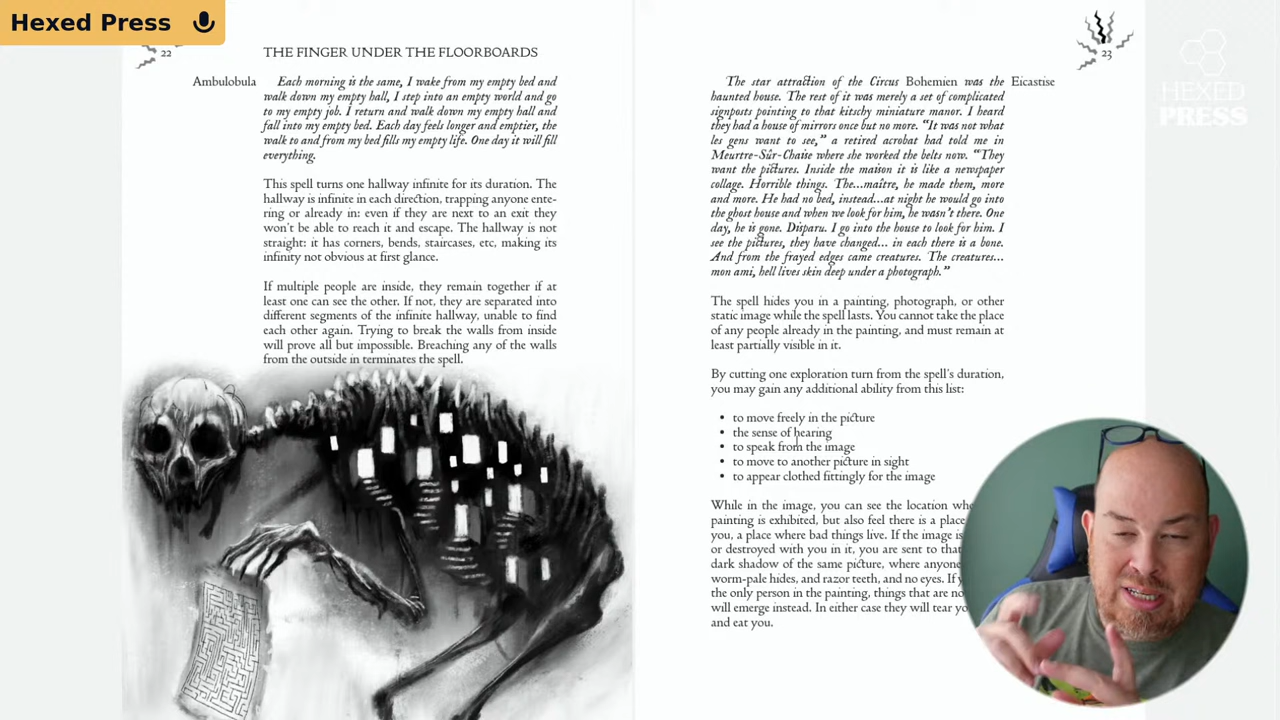 Hexed Press
22
THE FINGER UNDER THE FLOORBOARDS
Ambulobula
Each morning is the same, I wake from my empty bed and
walk down my empty hall, I step into an empty world and go
to my empty job. I return and walk down my empty hall and
fall into my empty bed. Each day feels longer and emptier, the
walk to and from my bed fills my empty life. One day it will fill
everything.
This spell turns one hallway infinite for its duration. The
hallway is infinite in each direction, trapping anyone ente-
ring or already in: even if they are next to an exit they
won't be able to reach it and escape. The hallway is not
straight: it has corners, bends, staircases, etc, making its
infinity not obvious at first glance.
If multiple people are inside, they remain together if at
least one can see the other. If not, they are separated into
different segments of the infinite hallway, unable to find
each other again. Trying to break the walls from inside
will prove all but impossible. Breaching any of the walls
from the outside in terminates the spell.
23
Eicastise
The star attraction of the Circus Bohemien was the
haunted house. The rest of it was merely a set of complicated
signposts pointing to that kitschy miniature manor. I heard
they had a house of mirrors once but no more. “It was not what
les gens want to see,” a retired acrobat had told me in
Meurtre-Sûr-Chaise where she worked the belts now. “They
want the pictures. Inside the maison it is like a newspaper
collage. Horrible things. The...maître, he made them, more
and more. He had no bed, instead...at night he would go into
the ghost house and when we look for him, he wasn't there. One
day, he is gone. Disparu. I go into the house to look for him. I
see the pictures, they have changed... in each there is a bone.
And from the frayed edges came creatures. The creatures...
mon ami, hell lives skin deep under a photograph.”
The spell hides you in a painting, photograph, or other
static image while the spell lasts. You cannot take the place
of any people already in the painting, and must remain at
least partially visible in it.
By cutting one exploration turn from the spell's duration,
you may gain any additional ability from this list:
• to move freely in the picture
• the sense of hearing
• to speak from the image
• to move to another picture in sight
• to appear clothed fittingly for the image
While in the image, you can see the location
painting is exhibited, but also feel there is a place
you, a place where bad things live. If the image is
or destroyed with you in it, you are sent to that
dark shadow of the same picture, where anyone
worm-pale hides, and razor teeth, and no eyes. If
the only person in the painting, things that are
will emerge instead. In either case they will tear
and eat you.
HEXED
PRESS